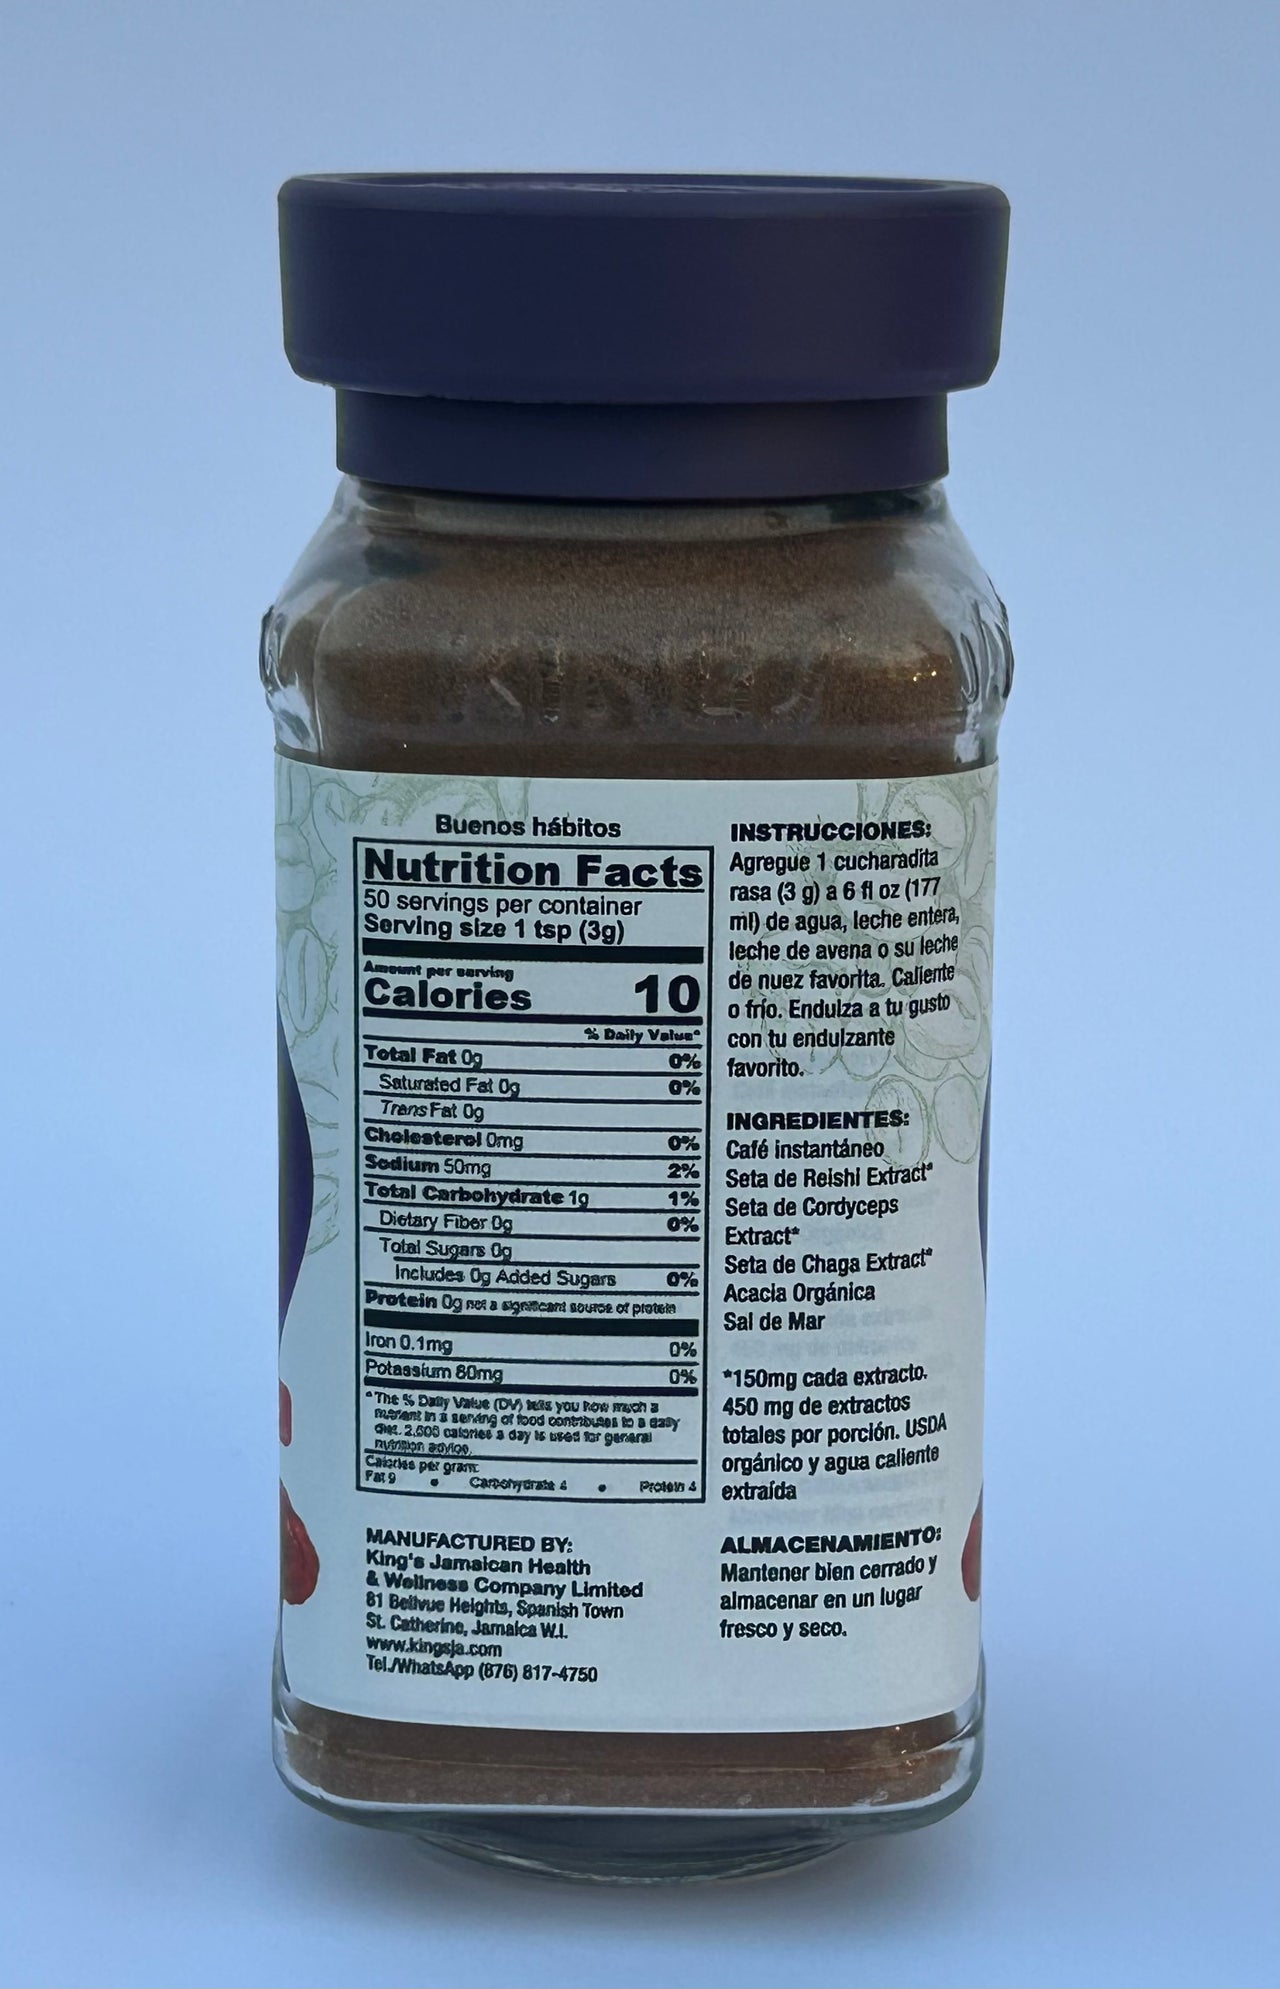 Buenos hábitos
Nutrition Facts
50 servings per container
Serving size 1 tsp (3g)
Amount per serving
Calories 10
% Daily Value*
Total Fat 0g 0%
Saturated Fat 0g 0%
Trans Fat 0g
Cholesterol 0mg 0%
Sodium 50mg 2%
Total Carbohydrate 1g 1%
Dietary Fiber 0g 0%
Total Sugars 0g
Includes 0g Added Sugars 0%
Protein 0g not a significant source of protein
Iron 0.1mg 0%
Potassium 80mg 0%
*The % Daily Value (DV) tells you how much a
nutrient in a serving of food contributes to a daily
diet. 2,000 calories a day is used for general
nutrition advice.
Calories per gram:
Fat 9 • Carbohydrate 4 • Protein 4
MANUFACTURED BY:
King's Jamaican Health
& Wellness Company Limited
81 Bellvue Heights, Spanish Town
St. Catherine, Jamaica W.I.
www.kingsja.com
Tel./WhatsApp (876) 817-4750
INSTRUCCIONES:
Agregue 1 cucharadita
rasa (3 g) a 6 fl oz (177
ml) de agua, leche entera,
leche de avena o su leche
de nuez favorita. Caliente
o frío. Endulza a tu gusto
con tu endulzante
favorito.
INGREDIENTES:
Café instantáneo
Seta de Reishi Extract*
Seta de Cordyceps
Extract*
Seta de Chaga Extract*
Acacia Orgánica
Sal de Mar
*150mg cada extracto.
450 mg de extractos
totales por porción. USDA
orgánico y agua caliente
extraída
ALMACENAMIENTO:
Mantener bien cerrado y
almacenar en un lugar
fresco y seco.